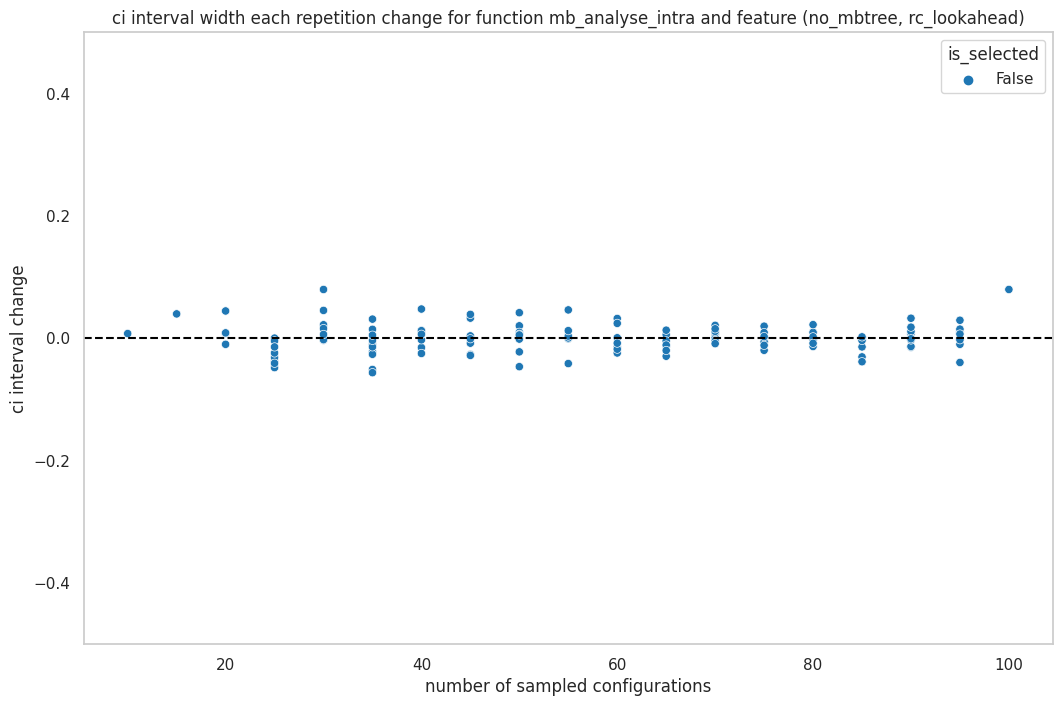 ci interval width each repetition change for function mb_analyse_intra and feature (no_mbtree, rc_lookahead)
is_selected
False
0.4
0.2
0.0
−0.2
−0.4
ci interval change
20
40
60
80
100
number of sampled configurations